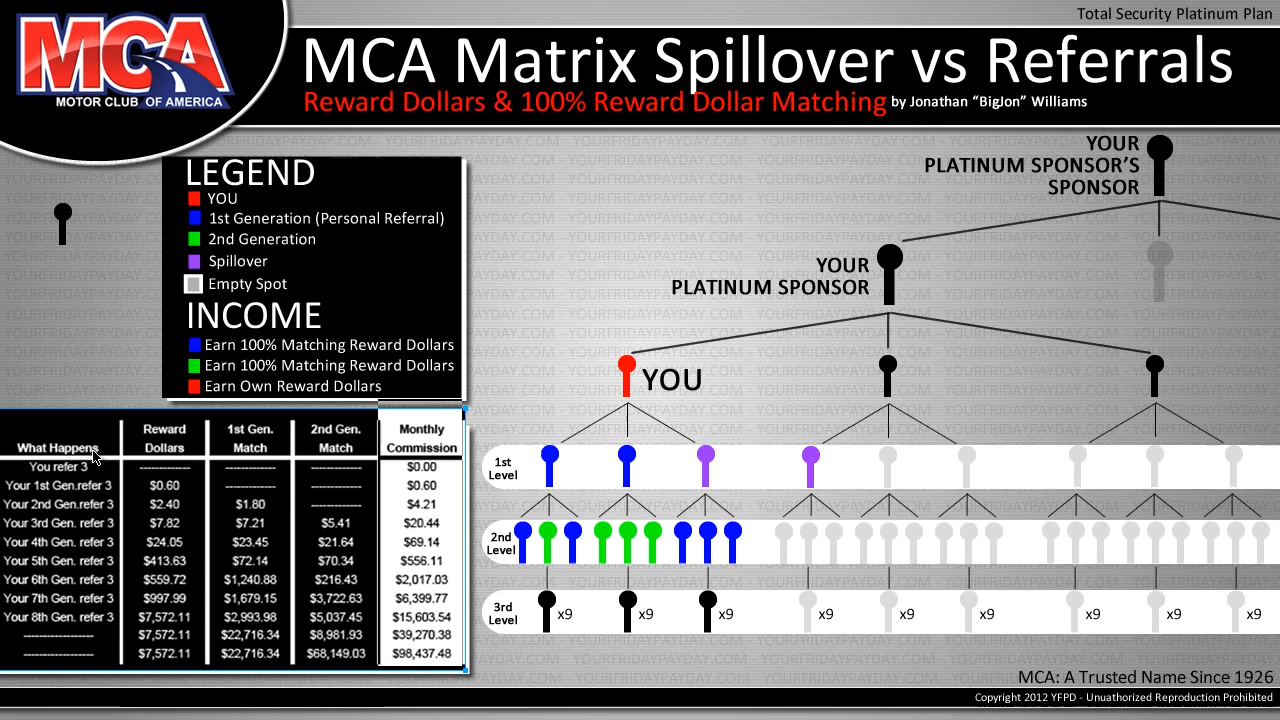 Total Security Platinum Plan
MCA
MOTOR CLUB OF AMERICA
MCA Matrix Spillover vs Referrals
Reward Dollars & 100% Reward Dollar Matching by Jonathan “BigJon” Williams
YOUR
PLATINUM SPONSOR’S
SPONSOR
YOUR
PLATINUM SPONSOR
YOU
LEGEND
YOU
1st Generation (Personal Referral)
2nd Generation
Spillover
Empty Spot
INCOME
Earn 100% Matching Reward Dollars
Earn 100% Matching Reward Dollars
Earn Own Reward Dollars
What Happens Reward Dollars 1st Gen. Match 2nd Gen. Match Monthly Commission
You refer 3 ------------- ------------- ------------- $0.00
Your 1st Gen.refer 3 $0.60 ------------- ------------- $0.60
Your 2nd Gen.refer 3 $2.40 $1.80 ------------- $4.21
Your 3rd Gen. refer 3 $7.82 $7.21 $5.41 $20.44
Your 4th Gen. refer 3 $24.05 $23.45 $21.64 $69.14
Your 5th Gen. refer 3 $413.63 $72.14 $70.34 $556.11
Your 6th Gen. refer 3 $559.72 $1,240.88 $216.43 $2,017.03
Your 7th Gen. refer 3 $997.99 $1,679.15 $3,722.63 $6,399.77
Your 8th Gen. refer 3 $7,572.11 $2,993.98 $5,037.45 $15,603.54
------------------ $7,572.11 $22,716.34 $8,981.93 $39,270.38
------------------ $7,572.11 $22,716.34 $68,149.03 $98,437.48
1st
Level
2nd
Level
3rd
Level
x9 x9 x9 x9 x9 x9 x9 x9 x9
YOURFRIDAYPAYDAY.COM
MCA: A Trusted Name Since 1926
Copyright 2012 YFPD - Unauthorized Reproduction Prohibited